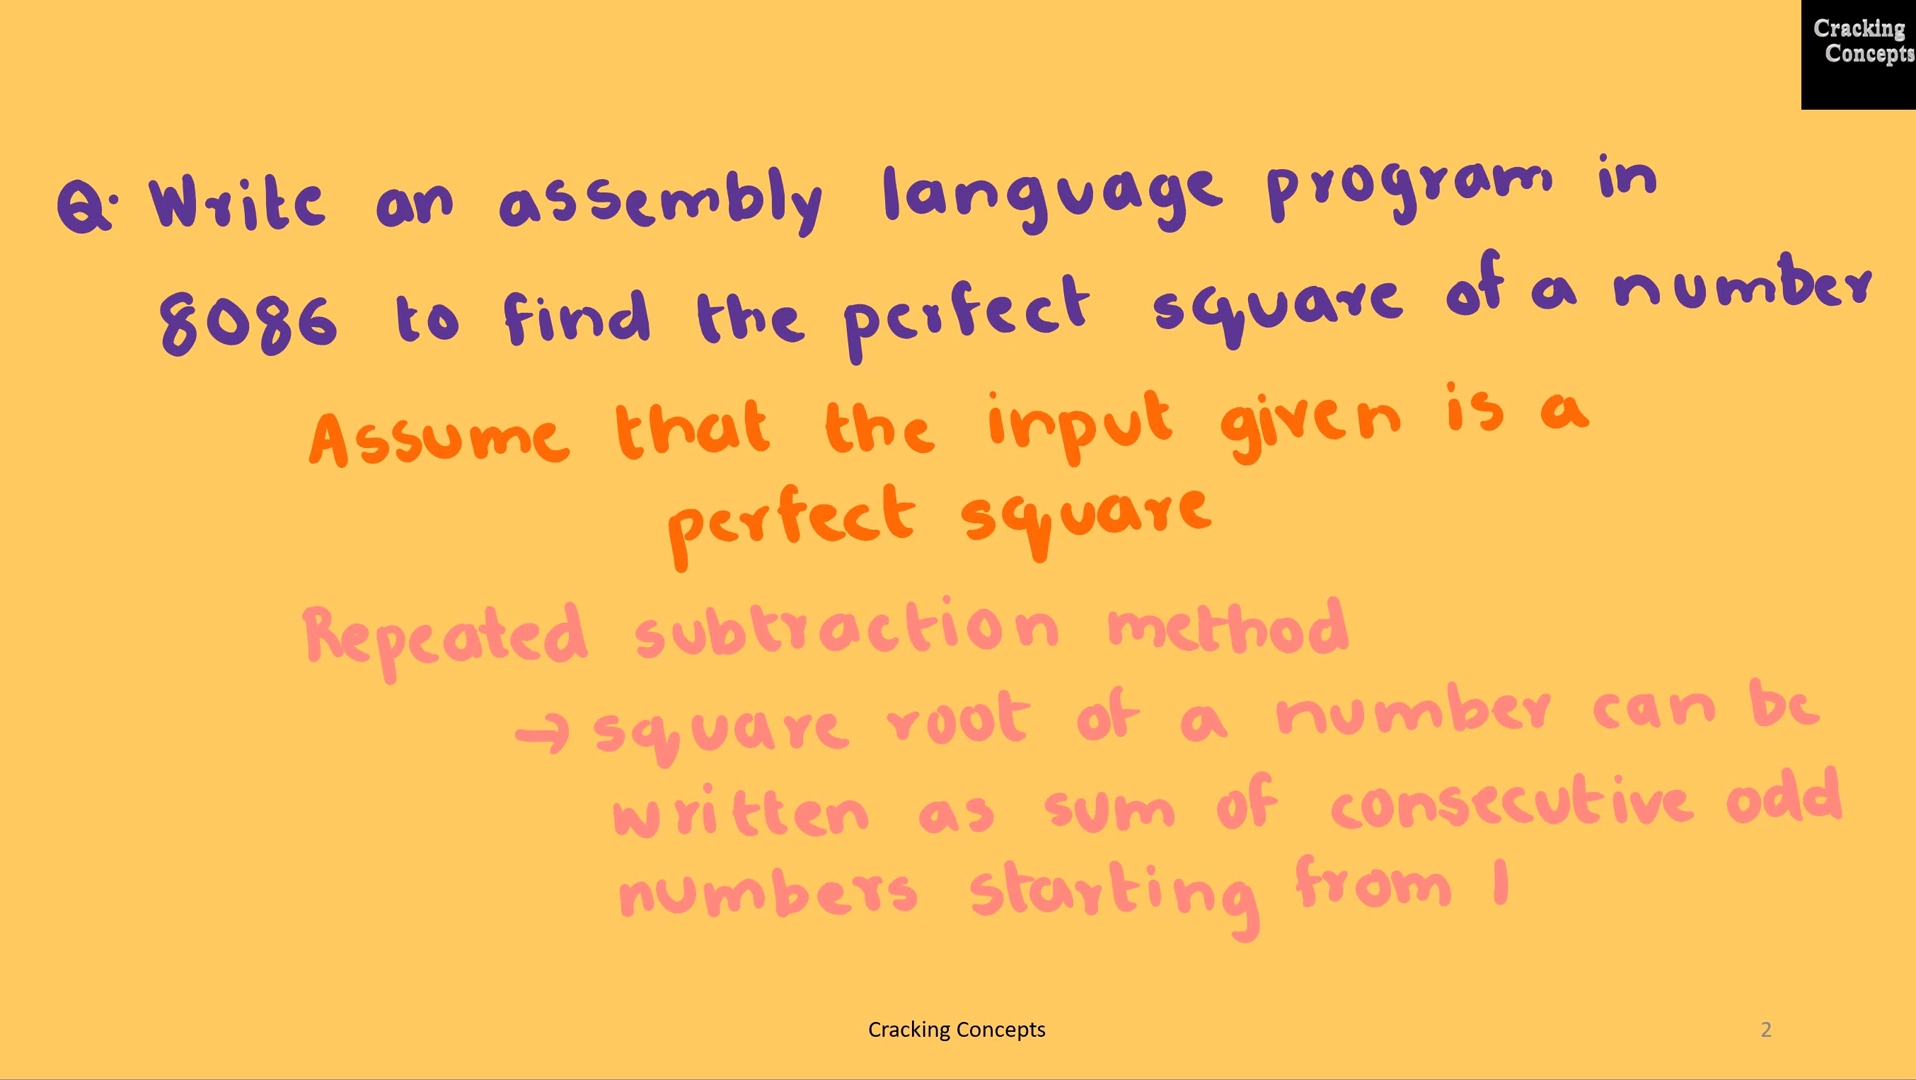 Cracking
Concepts
Q. Write an assembly language program in
8086 to find the perfect square of a number
Assume that the input given is a
perfect square
Repeated subtraction method
→ square root of a number can be
written as sum of consecutive odd
numbers starting from 1
Cracking Concepts
2